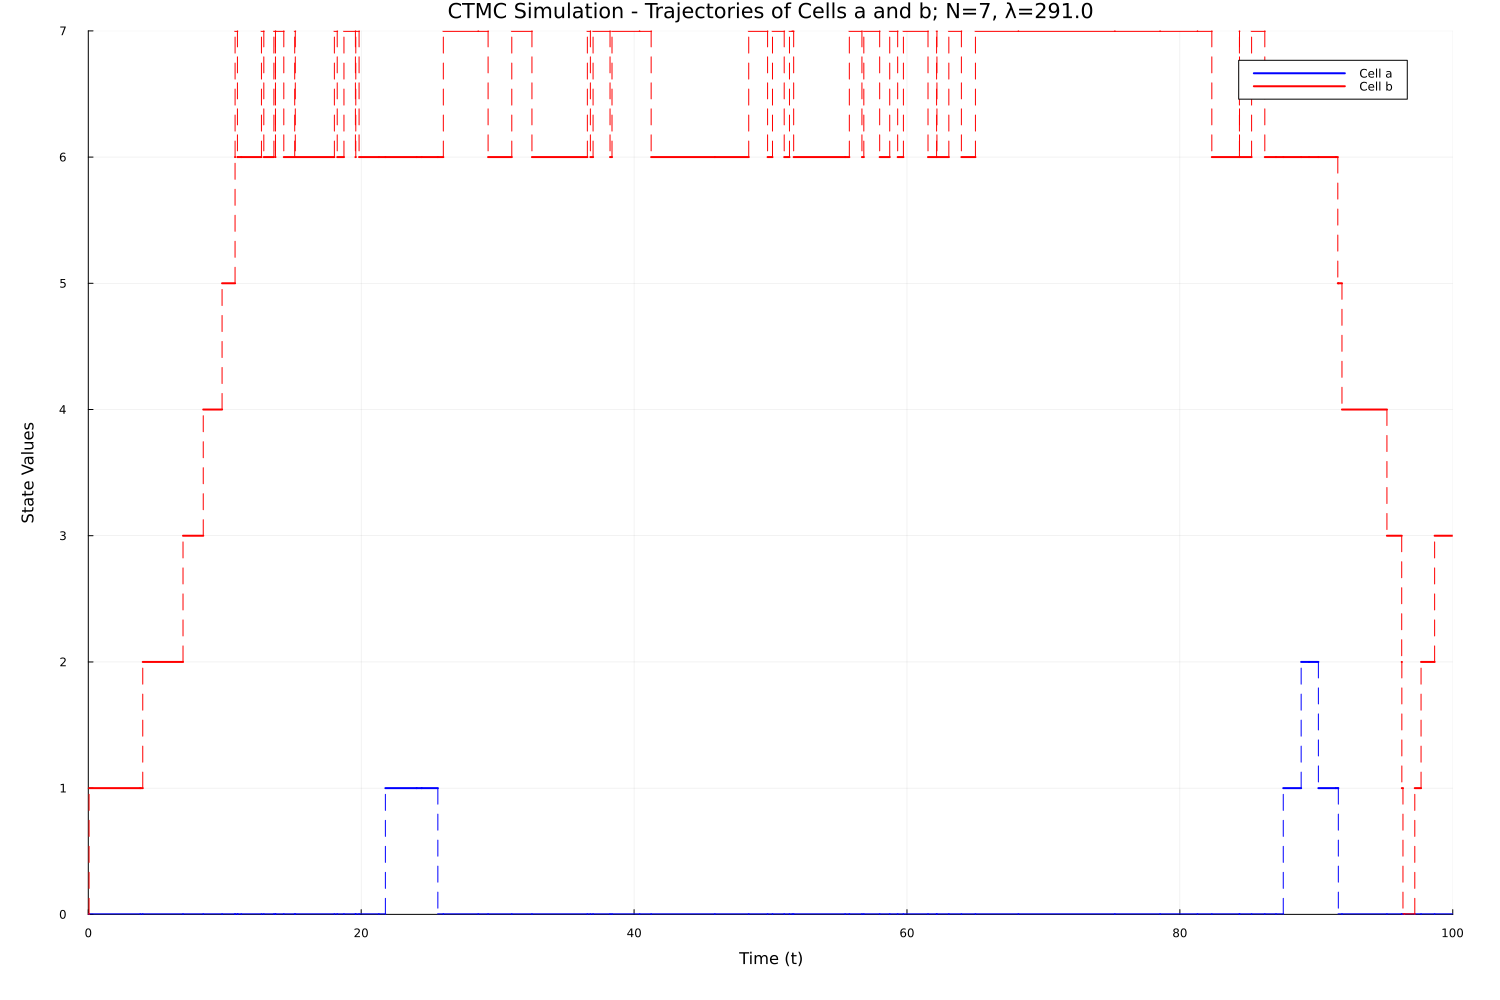 CTMC Simulation - Trajectories of Cells a and b; N=7, λ=291.0
7
Cell a
Cell b
6
5
4
State Values
3
2
1
0
0 20 40 60 80 100
Time (t)